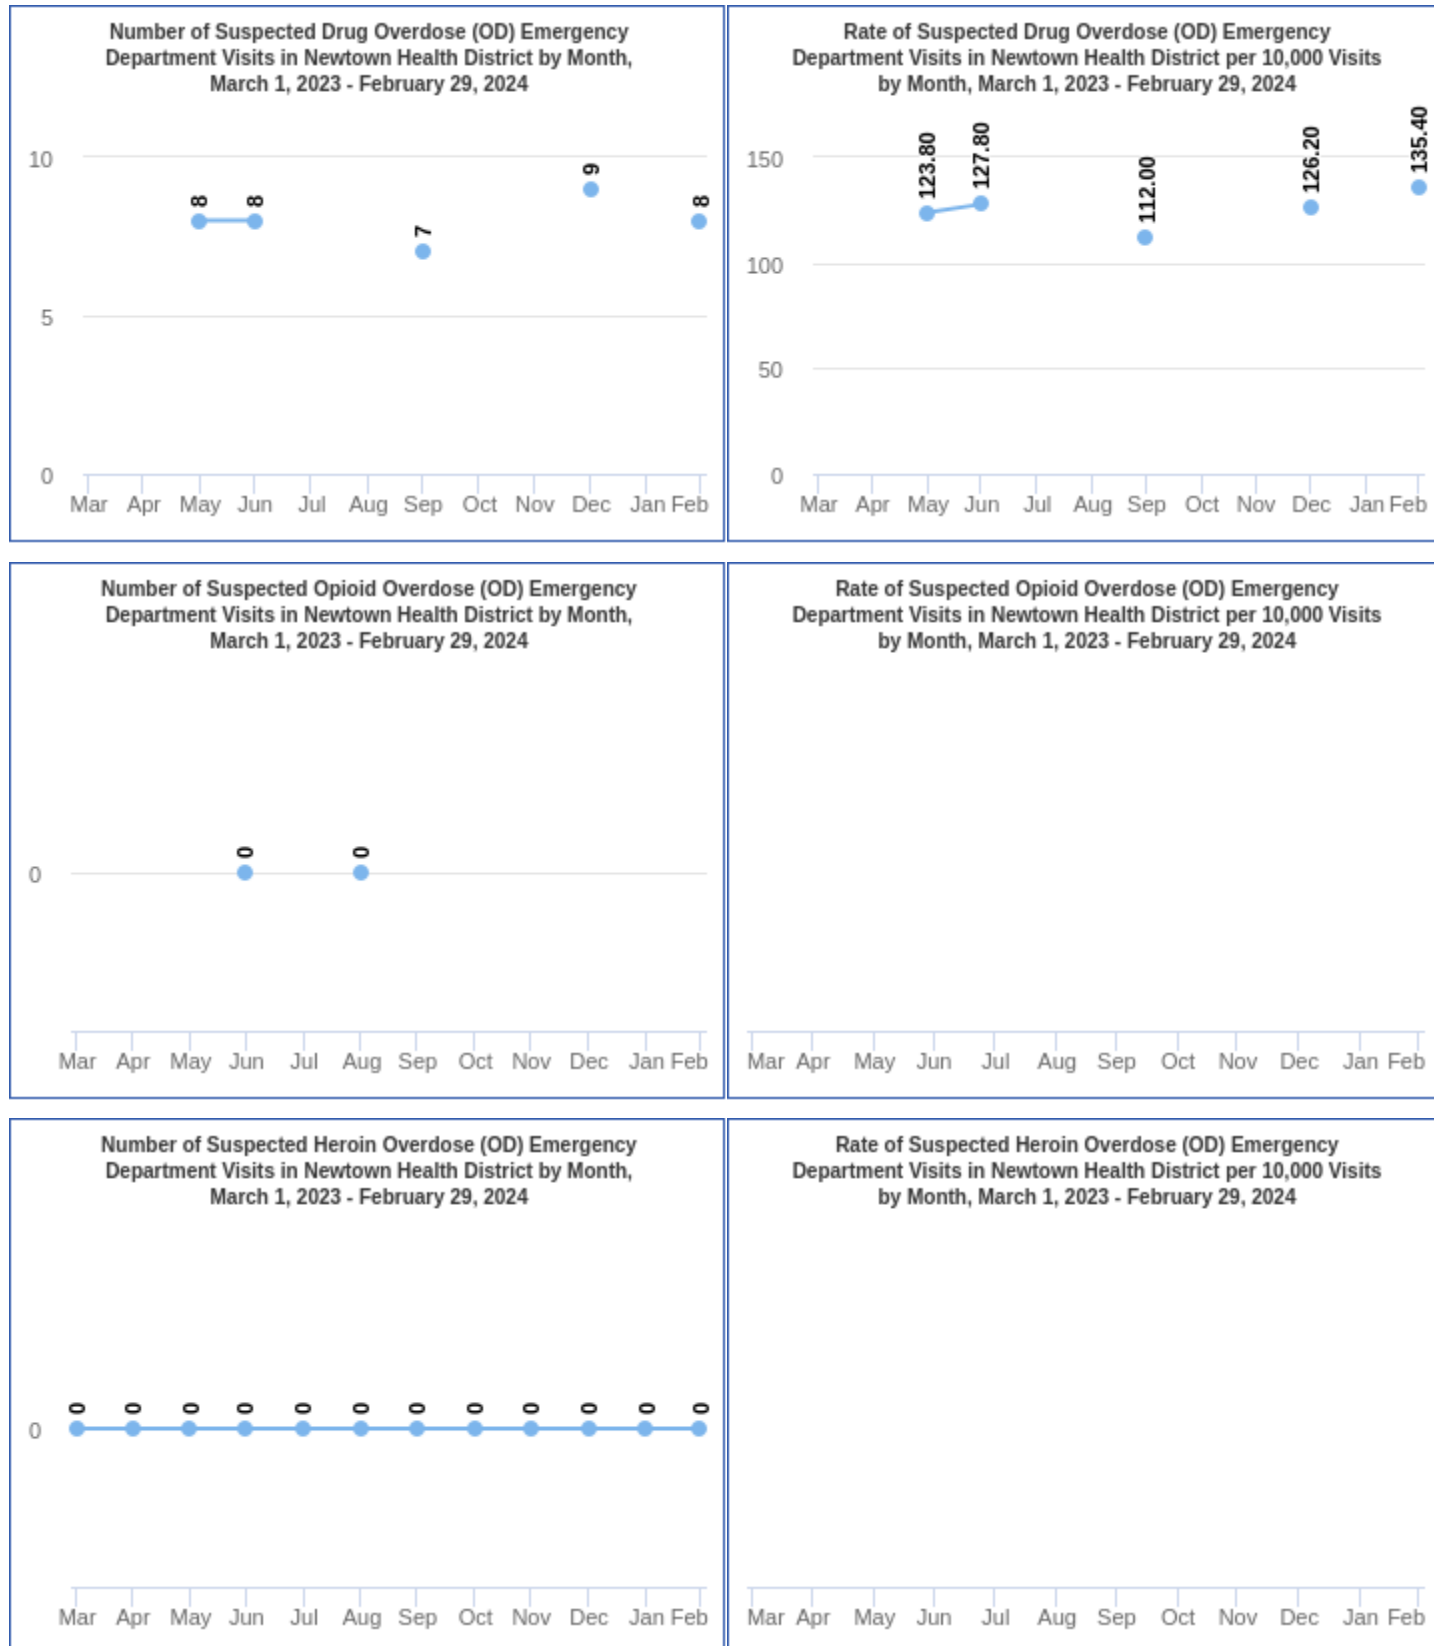 Number of Suspected Drug Overdose (OD) Emergency
Department Visits in Newtown Health District by Month,
March 1, 2023 - February 29, 2024
10
5
0
8
8
7
9
8
Mar Apr May Jun Jul Aug Sep Oct Nov Dec Jan Feb
Rate of Suspected Drug Overdose (OD) Emergency
Department Visits in Newtown Health District per 10,000 Visits
by Month, March 1, 2023 - February 29, 2024
150
100
50
0
123.80
127.80
112.00
126.20
135.40
Mar Apr May Jun Jul Aug Sep Oct Nov Dec Jan Feb
Number of Suspected Opioid Overdose (OD) Emergency
Department Visits in Newtown Health District by Month,
March 1, 2023 - February 29, 2024
0
0
0
Mar Apr May Jun Jul Aug Sep Oct Nov Dec Jan Feb
Rate of Suspected Opioid Overdose (OD) Emergency
Department Visits in Newtown Health District per 10,000 Visits
by Month, March 1, 2023 - February 29, 2024
Mar Apr May Jun Jul Aug Sep Oct Nov Dec Jan Feb
Number of Suspected Heroin Overdose (OD) Emergency
Department Visits in Newtown Health District by Month,
March 1, 2023 - February 29, 2024
0
0 0 0 0 0 0 0 0 0 0 0 0
Mar Apr May Jun Jul Aug Sep Oct Nov Dec Jan Feb
Rate of Suspected Heroin Overdose (OD) Emergency
Department Visits in Newtown Health District per 10,000 Visits
by Month, March 1, 2023 - February 29, 2024
Mar Apr May Jun Jul Aug Sep Oct Nov Dec Jan Feb